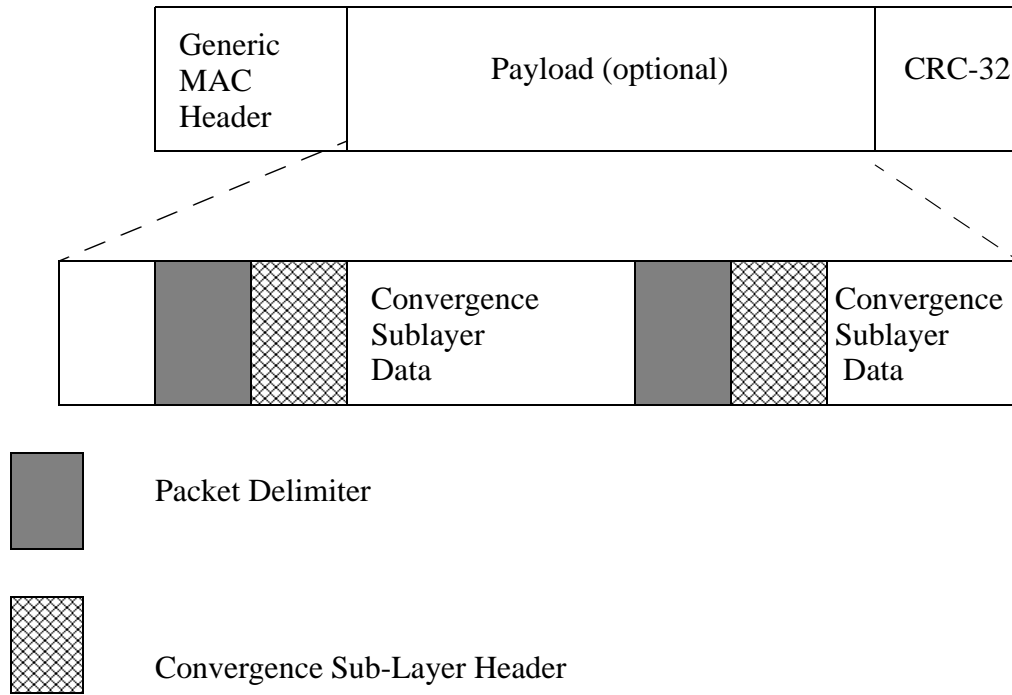 Generic
MAC
Header
Payload (optional)
CRC-32
Convergence
Sublayer
Data
Convergence
Sublayer
Data
Packet Delimiter
Convergence Sub-Layer Header